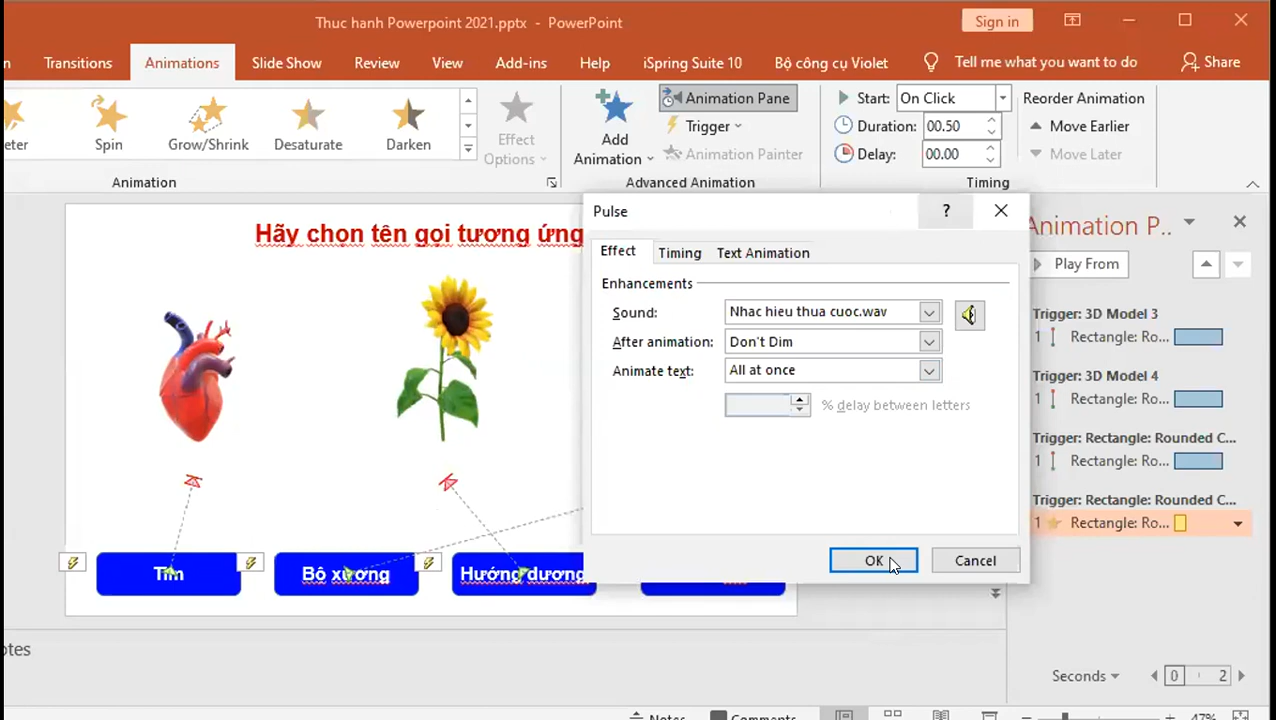 Thuc hanh Powerpoint 2021.pptx - PowerPoint
Sign in
Transitions
Animations
Slide Show
Review
View
Add-ins
Help
iSpring Suite 10
Bộ công cụ Violet
Tell me what you want to do
Share
Spin
Grow/Shrink
Desaturate
Darken
Effect
Options
Add
Animation
Animation Pane
Trigger
Animation Painter
Start: On Click
Duration: 00.50
Delay: 00.00
Reorder Animation
Move Earlier
Move Later
Animation
Advanced Animation
Timing
Hãy chọn tên gọi tương ứng
Pulse
?
Effect
Timing
Text Animation
Enhancements
Sound: Nhac hieu thua cuoc.wav
After animation: Don't Dim
Animate text: All at once
% delay between letters
OK
Cancel
Animation P..
Play From
Trigger: 3D Model 3
1 Rectangle: Ro...
Trigger: 3D Model 4
1 Rectangle: Ro...
Trigger: Rectangle: Rounded C...
1 Rectangle: Ro...
Trigger: Rectangle: Rounded C...
1 Rectangle: Ro...
Tim
Bộ xương
Hướng dương
Seconds
0
2
Notes
Comments
47%